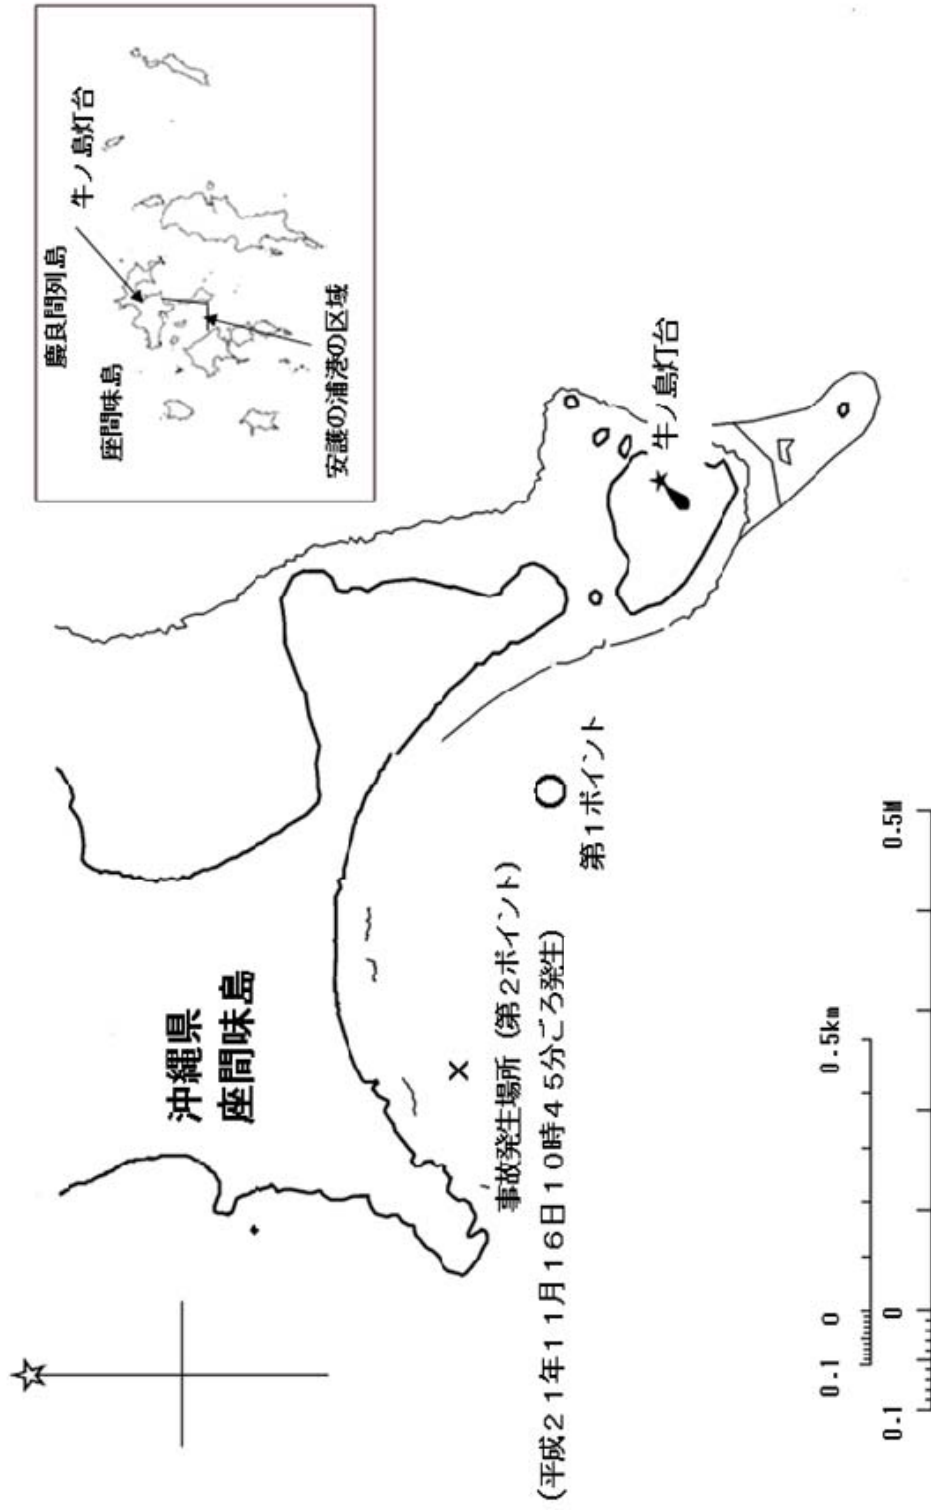 慶良間列島
牛ノ島灯台
座間味島
安護の浦港の区域
沖縄県
座間味島
牛ノ島灯台
第1ポイント
事故発生場所（第2ポイント）
（平成21年11月16日10時45分ごろ発生）
0.1 0 0.5km
0.1 0 0.5M